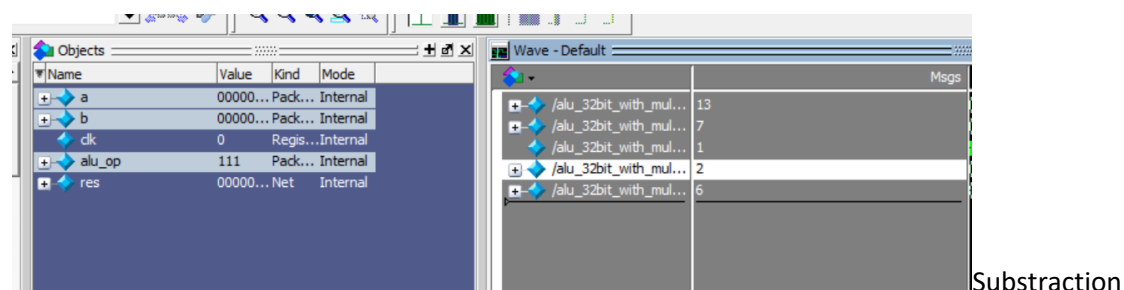 Objects
Name Value Kind Mode
a 00000... Pack... Internal
b 00000... Pack... Internal
clk 0 Regis... Internal
alu_op 111 Pack... Internal
res 00000... Net Internal
Wave - Default
Msgs
/alu_32bit_with_mul... 13
/alu_32bit_with_mul... 7
/alu_32bit_with_mul... 1
/alu_32bit_with_mul... 2
/alu_32bit_with_mul... 6
Substraction